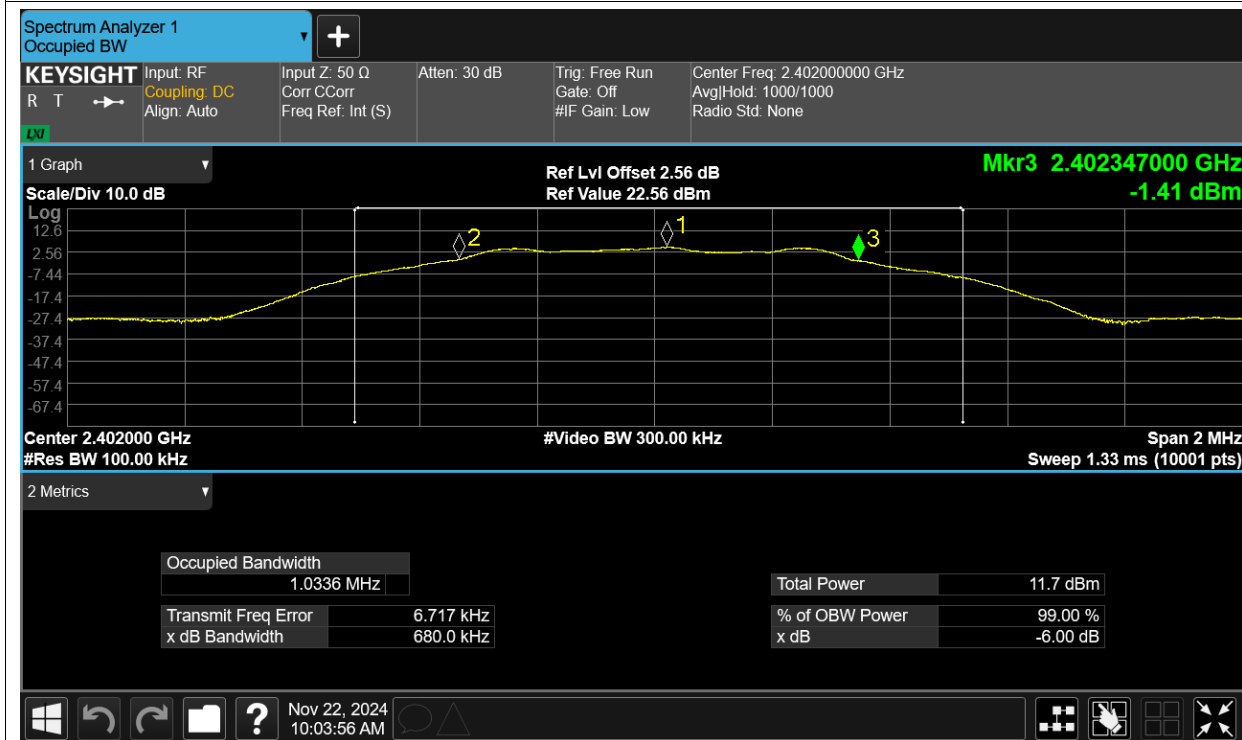 Spectrum Analyzer 1
Occupied BW
+
KEYSIGHT
R T
LXI
Input: RF
Coupling: DC
Align: Auto
Input Z: 50 Ω
Corr CCorr
Freq Ref: Int (S)
Atten: 30 dB
Trig: Free Run
Gate: Off
#IF Gain: Low
Center Freq: 2.402000000 GHz
Avg|Hold: 1000/1000
Radio Std: None
1 Graph
Scale/Div 10.0 dB
Ref Lvl Offset 2.56 dB
Ref Value 22.56 dBm
Mkr3 2.402347000 GHz
-1.41 dBm
Log
12.6
2.56
-7.44
-17.4
-27.4
-37.4
-47.4
-57.4
-67.4
2
1
3
Center 2.402000 GHz
#Res BW 100.00 kHz
#Video BW 300.00 kHz
Span 2 MHz
Sweep 1.33 ms (10001 pts)
2 Metrics
Occupied Bandwidth
1.0336 MHz
Transmit Freq Error 6.717 kHz
x dB Bandwidth 680.0 kHz
Total Power 11.7 dBm
% of OBW Power 99.00 %
x dB -6.00 dB
?
Nov 22, 2024
10:03:56 AM